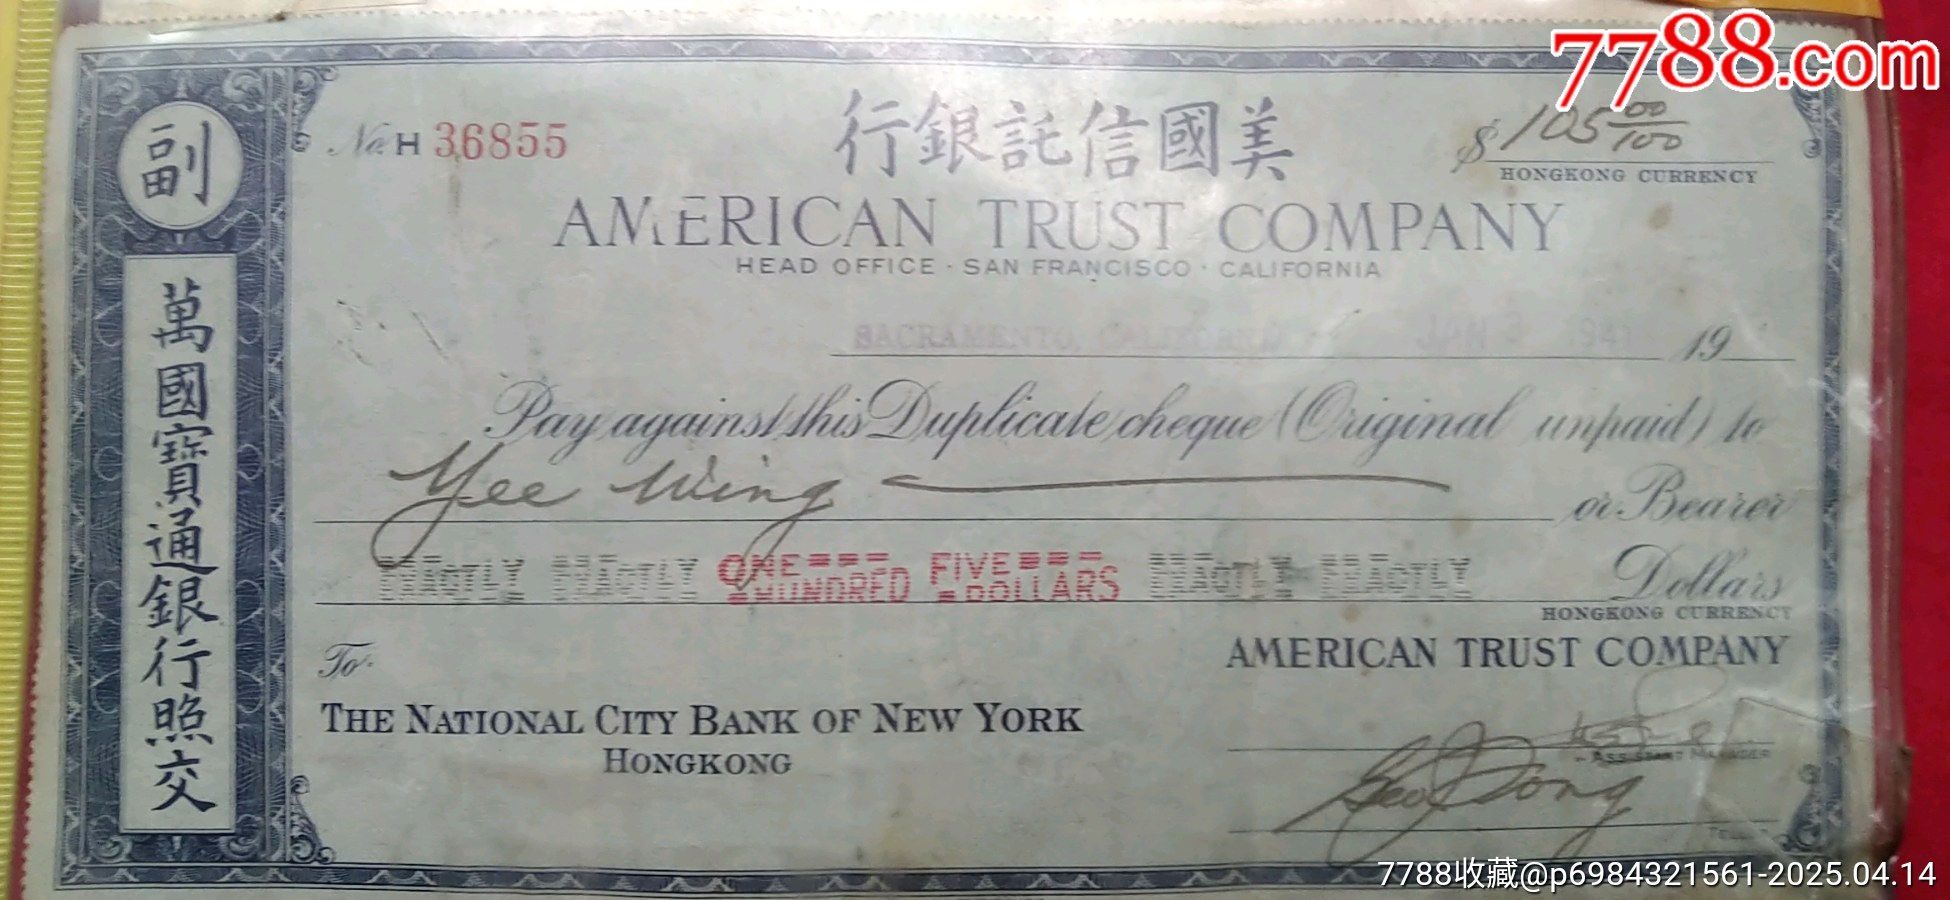 7788.com
副
萬國寶通銀行照交
No. H 36855
行銀託信國美
$105 00/100
HONGKONG CURRENCY
AMERICAN TRUST COMPANY
HEAD OFFICE · SAN FRANCISCO · CALIFORNIA
SACRAMENTO, JAN 3 194 19
Pay against this Duplicate cheque (Original unpaid) to
Yee Wing
or Bearer
EXACTLY EXACTLY ONE HUNDRED FIVE DOLLARS EXACTLY EXACTLY Dollars
HONGKONG CURRENCY
To
AMERICAN TRUST COMPANY
THE NATIONAL CITY BANK OF NEW YORK
HONGKONG
ASSISTANT MANAGER
7788收藏@p6984321561-2025.04.14